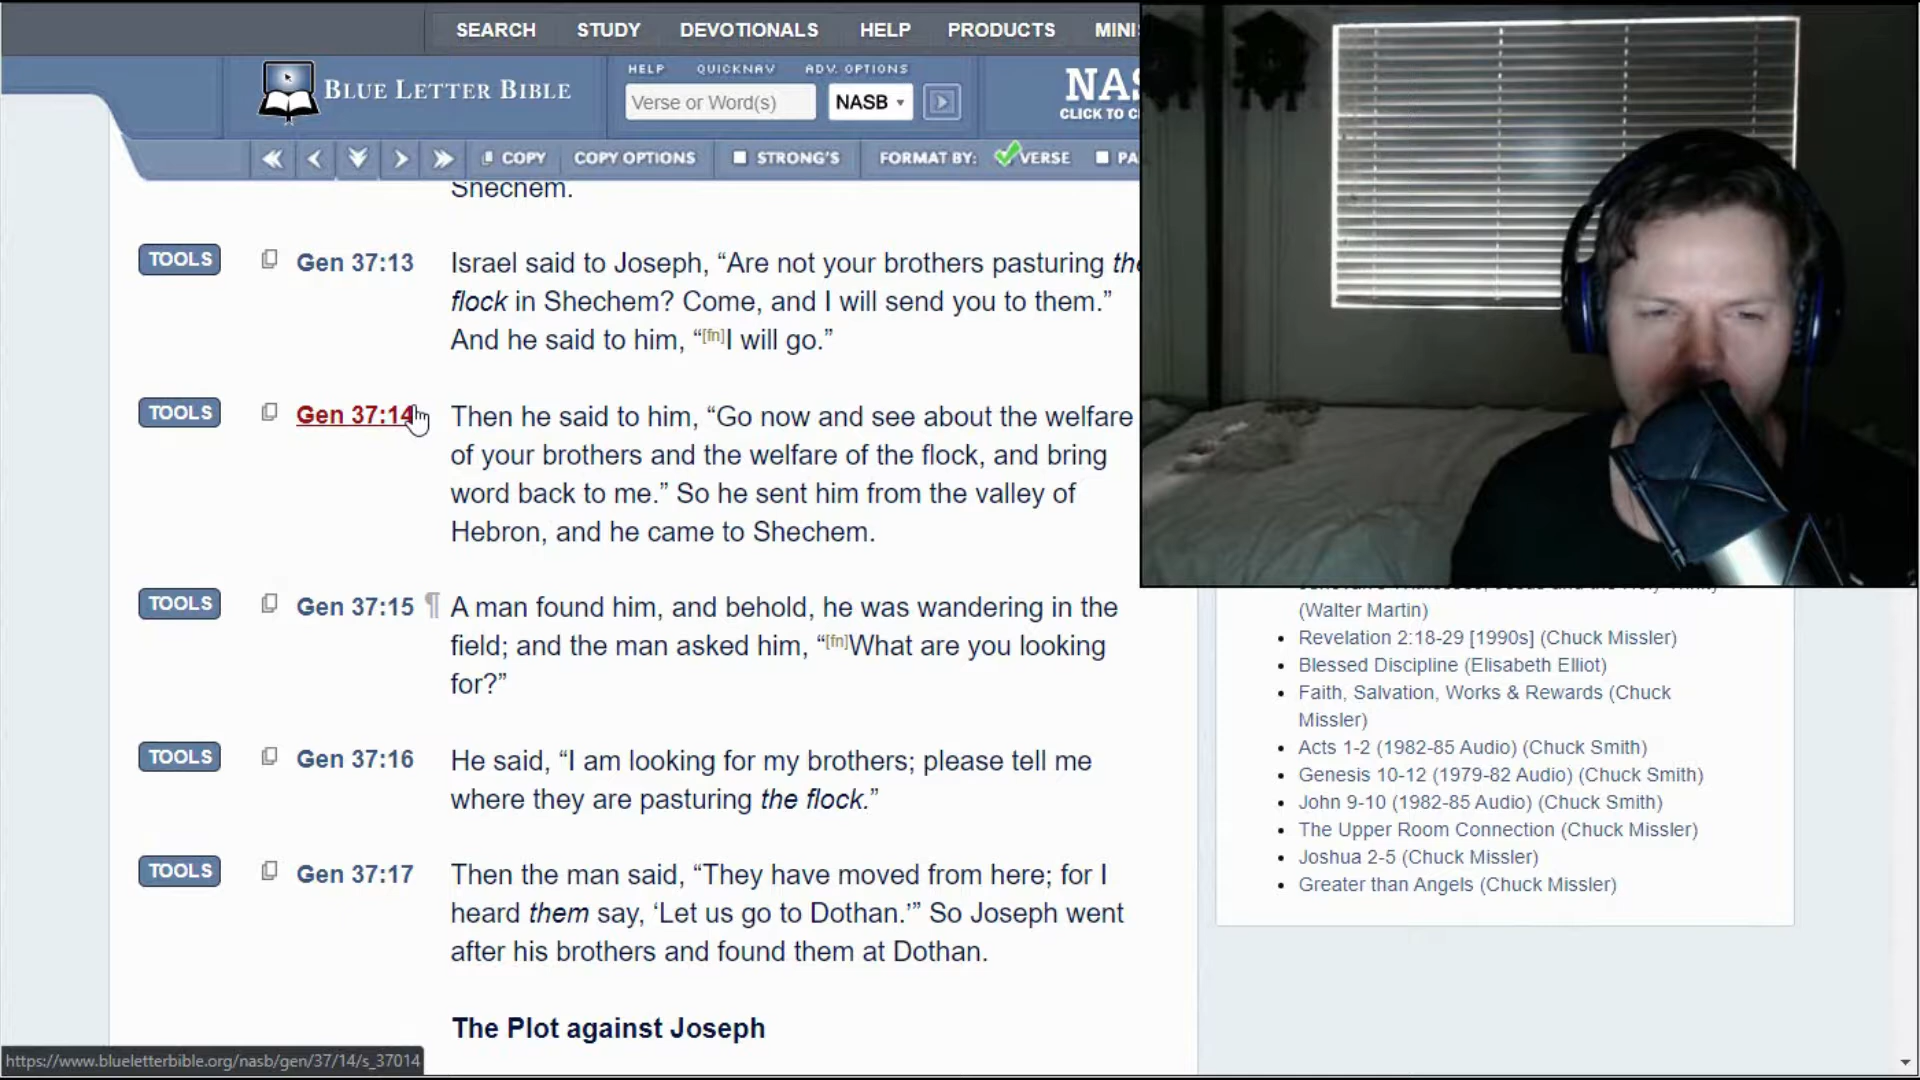 SEARCH STUDY DEVOTIONALS HELP PRODUCTS MINI
HELP QUICKNAV ADV. OPTIONS
BLUE LETTER BIBLE
Verse or Word(s) NASB
NAS
CLICK TO C
COPY COPY OPTIONS STRONG'S FORMAT BY: VERSE PA
Shechem.
TOOLS Gen 37:13 Israel said to Joseph, “Are not your brothers pasturing the
flock in Shechem? Come, and I will send you to them.”
And he said to him, “[fn]I will go.”
TOOLS Gen 37:14 Then he said to him, “Go now and see about the welfare
of your brothers and the welfare of the flock, and bring
word back to me.” So he sent him from the valley of
Hebron, and he came to Shechem.
TOOLS Gen 37:15 ¶ A man found him, and behold, he was wandering in the
field; and the man asked him, “[fn]What are you looking
for?”
TOOLS Gen 37:16 He said, “I am looking for my brothers; please tell me
where they are pasturing the flock.”
TOOLS Gen 37:17 Then the man said, “They have moved from here; for I
heard them say, ‘Let us go to Dothan.’” So Joseph went
after his brothers and found them at Dothan.
The Plot against Joseph
(Walter Martin)
• Revelation 2:18-29 [1990s] (Chuck Missler)
• Blessed Discipline (Elisabeth Elliot)
• Faith, Salvation, Works & Rewards (Chuck
Missler)
• Acts 1-2 (1982-85 Audio) (Chuck Smith)
• Genesis 10-12 (1979-82 Audio) (Chuck Smith)
• John 9-10 (1982-85 Audio) (Chuck Smith)
• The Upper Room Connection (Chuck Missler)
• Joshua 2-5 (Chuck Missler)
• Greater than Angels (Chuck Missler)
https://www.blueletterbible.org/nasb/gen/37/14/s_37014